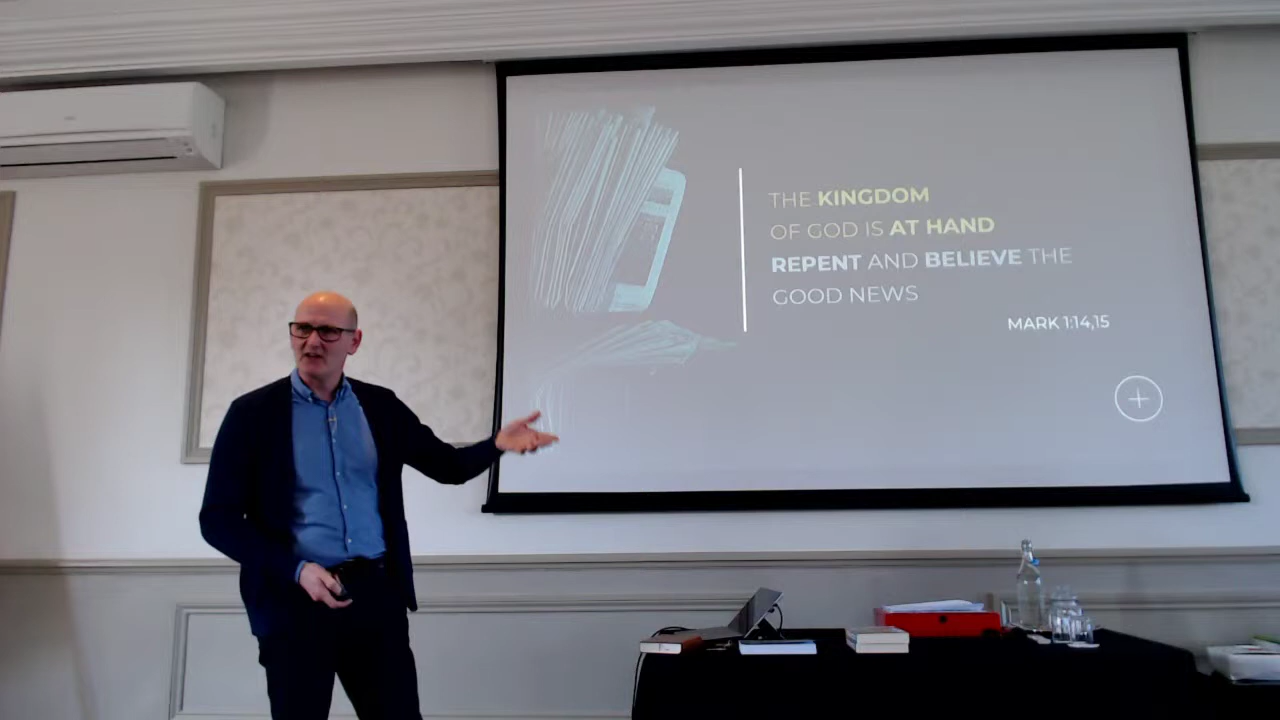 THE KINGDOM
OF GOD IS AT HAND
REPENT AND BELIEVE THE
GOOD NEWS
MARK 1:14,15